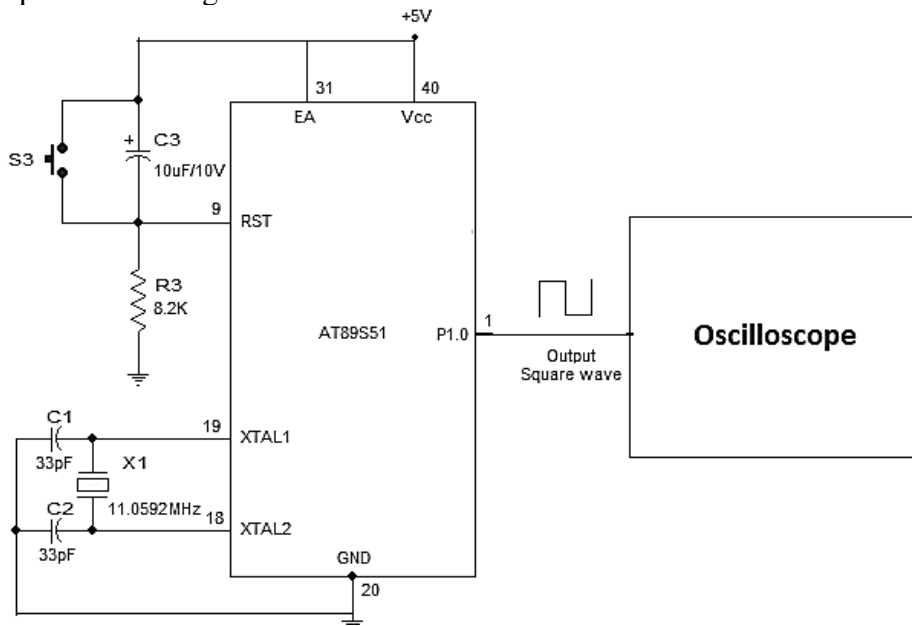 +5V
31
40
EA
Vcc
S3
+
C3
10uF/10V
9
RST
R3
8.2K
AT89S51
P1.0
1
Output
Square wave
Oscilloscope
C1
33pF
19
XTAL1
X1
11.0592MHz
C2
33pF
18
XTAL2
GND
20